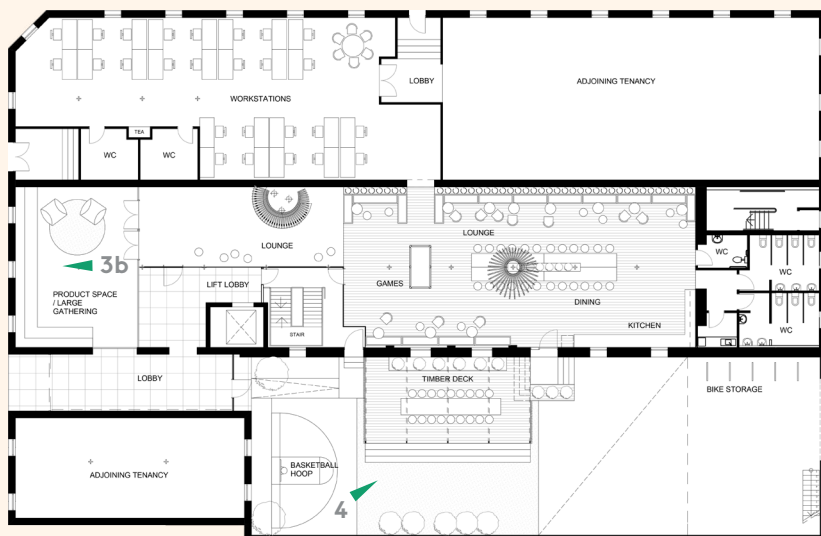 LOBBY
ADJOINING TENANCY
WORKSTATIONS
TEA
WC
WC
LOUNGE
LOUNGE
WC
WC
3b
LIFT LOBBY
GAMES
PRODUCT SPACE
/ LARGE
GATHERING
DINING
KITCHEN
STAIR
WC
LOBBY
TIMBER DECK
BIKE STORAGE
BASKETBALL
HOOP
ADJOINING TENANCY
4